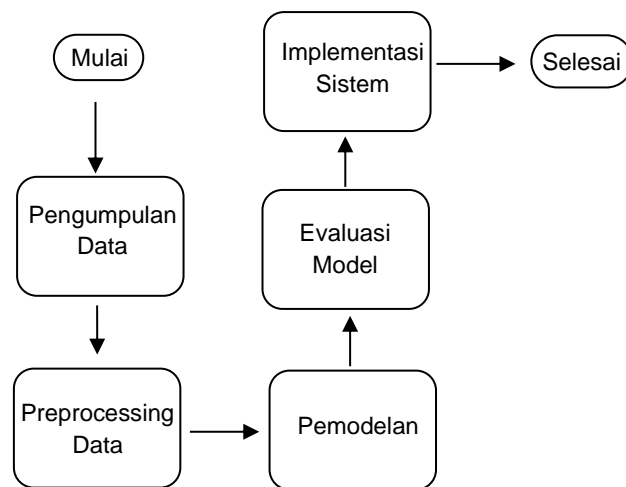 Mulai
Pengumpulan
Data
Preprocessing
Data
Pemodelan
Evaluasi
Model
Implementasi
Sistem
Selesai